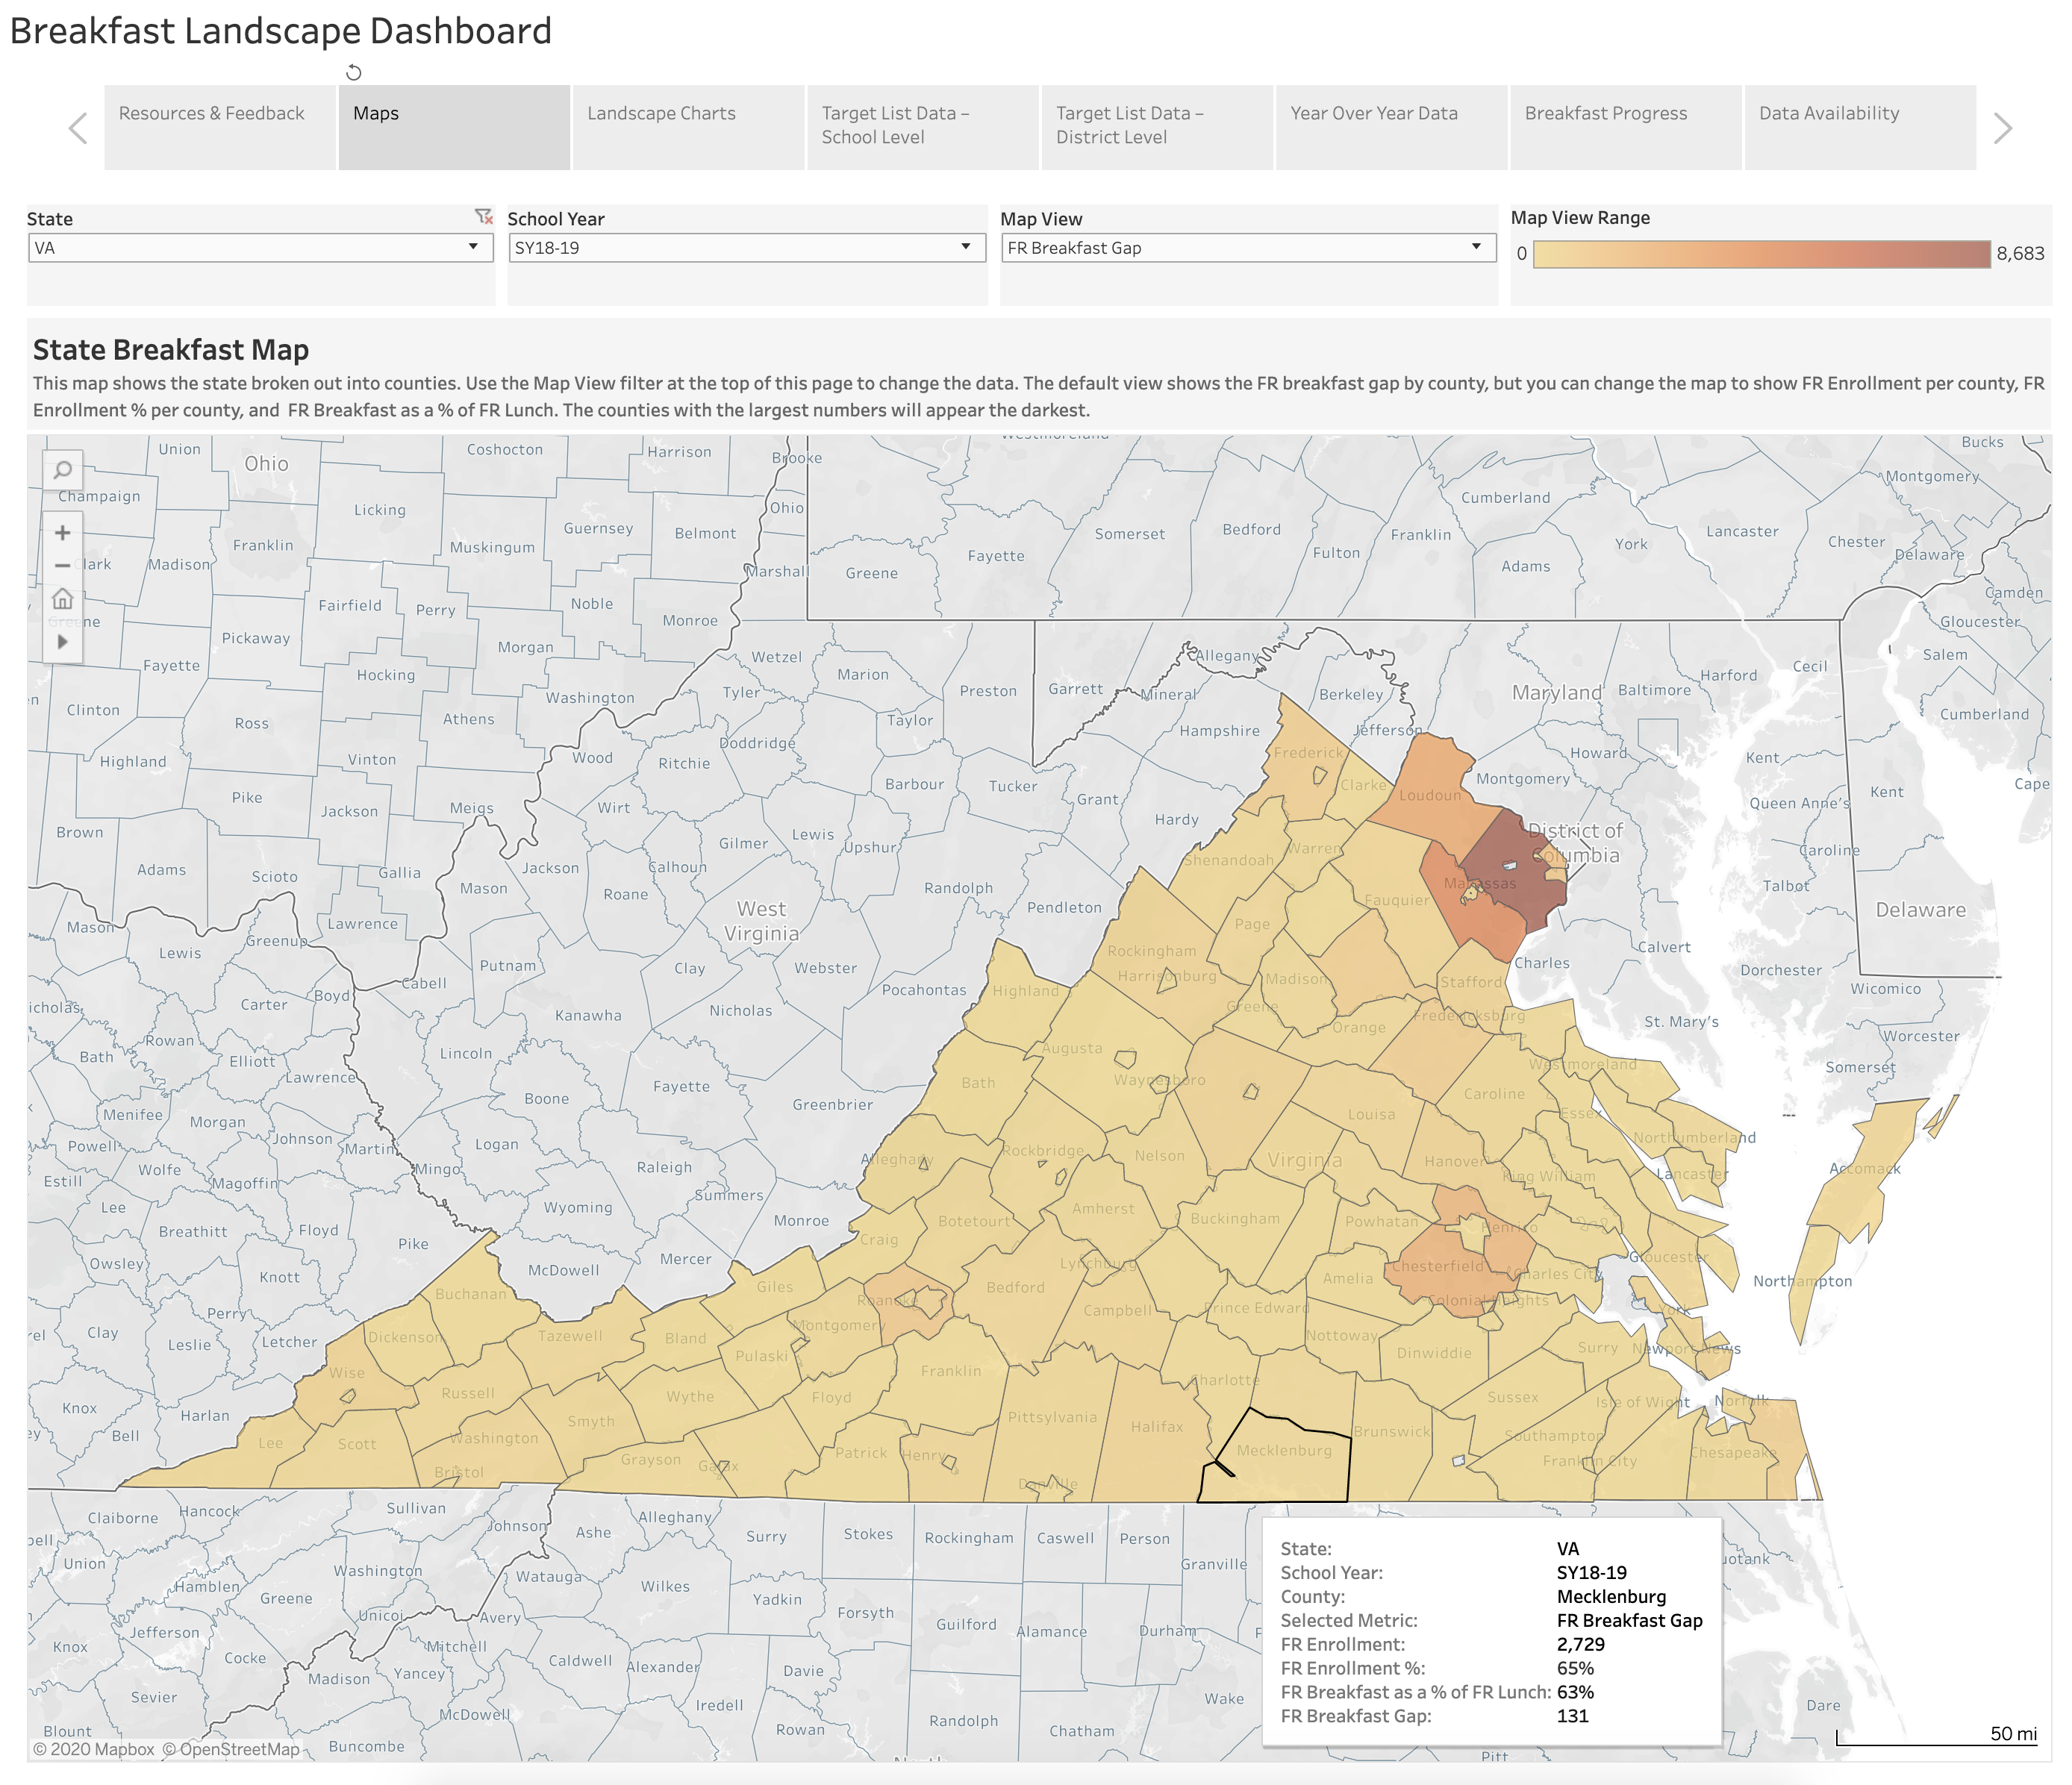 Breakfast Landscape Dashboard
Resources & Feedback
Maps
Landscape Charts
Target List Data –
School Level
Target List Data –
District Level
Year Over Year Data
Breakfast Progress
Data Availability
State
VA
School Year
SY18-19
Map View
FR Breakfast Gap
Map View Range
0
8,683
State Breakfast Map
This map shows the state broken out into counties. Use the Map View filter at the top of this page to change the data. The default view shows the FR breakfast gap by county, but you can change the map to show FR Enrollment per county, FR
Enrollment % per county, and FR Breakfast as a % of FR Lunch. The counties with the largest numbers will appear the darkest.
Union
Ohio
Coshocton
Harrison
Brooke
Westmoreland
Bucks
Champaign
Licking
Guernsey
Ohio
Cumberland
Montgomery
Franklin
Muskingum
Belmont
Somerset
Bedford
Franklin
York
Lancaster
Chester
Clark
Madison
Marshall
Greene
Fayette
Fulton
Adams
Delaware
Fairfield
Perry
Noble
Monroe
Camden
Greene
Pickaway
Morgan
Gloucester
Fayette
Hocking
Washington
Wetzel
Marion
Preston
Garrett
Allegany
Mineral
Berkeley
Maryland
Baltimore
Harford
Cecil
Salem
Clinton
Ross
Athens
Tyler
Taylor
Hampshire
Jefferson
Cumberland
Highland
Vinton
Wood
Ritchie
Doddridge
Barbour
Tucker
Grant
Frederick
Clarke
Loudoun
Montgomery
Howard
Kent
Queen Anne's
Kent
Cape
Pike
Jackson
Meigs
Wirt
Gilmer
Lewis
Upshur
Hardy
Brown
Adams
Scioto
Gallia
Mason
Jackson
Calhoun
Roane
Randolph
Shenandoah
Warren
District of
Columbia
Caroline
Talbot
Delaware
Mason
Lewis
Greenup
Lawrence
West
Virginia
Pendleton
Page
Fauquier
Manassas
Calvert
Putnam
Clay
Webster
Rockingham
Harrisonburg
Charles
Dorchester
Wicomico
Carter
Boyd
Cabell
Kanawha
Nicholas
Pocahontas
Highland
Madison
Greene
Stafford
Fredericksburg
St. Mary's
Worcester
Bath
Rowan
Elliott
Lawrence
Lincoln
Fayette
Augusta
Waynesboro
Orange
Westmoreland
Somerset
Menifee
Morgan
Johnson
Martin
Boone
Logan
Greenbrier
Bath
Louisa
Caroline
Essex
Northumberland
Powell
Wolfe
Magoffin
Mingo
Raleigh
Summers
Alleghany
Rockbridge
Nelson
Virginia
Hanover
King William
Lancaster
Accomack
Estill
Lee
Breathitt
Floyd
Pike
Wyoming
Monroe
Craig
Botetourt
Amherst
Buckingham
Powhatan
Henrico
Gloucester
Owsley
Knott
McDowell
Mercer
Giles
Bedford
Lynchburg
Amelia
Chesterfield
Charles City
Northampton
Clay
Perry
Leslie
Letcher
Buchanan
Dickenson
Tazewell
Bland
Pulaski
Montgomery
Roanoke
Campbell
Prince Edward
Nottoway
Dinwiddie
Colonial Heights
Surry
York
Newport News
Knox
Bell
Harlan
Wise
Russell
Smyth
Wythe
Floyd
Franklin
Pittsylvania
Halifax
Charlotte
Mecklenburg
Brunswick
Sussex
Southampton
Isle of Wight
Norfolk
Lee
Scott
Washington
Bristol
Grayson
Galax
Patrick
Henry
Danville
Franklin City
Chesapeake
Claiborne
Hancock
Sullivan
Johnson
Ashe
Alleghany
Surry
Stokes
Rockingham
Caswell
Person
Granville
Union
Hamblen
Greene
Washington
Unicoi
Watauga
Wilkes
Yadkin
Forsyth
Guilford
Alamance
Durham
Knox
Jefferson
Cocke
Madison
Yancey
Mitchell
Avery
Caldwell
Alexander
Davie
Sevier
McDowell
Iredell
Rowan
Randolph
Chatham
Wake
Dare
Blount
Buncombe
Pitt
State: VA
School Year: SY18-19
County: Mecklenburg
Selected Metric: FR Breakfast Gap
FR Enrollment: 2,729
FR Enrollment %: 65%
FR Breakfast as a % of FR Lunch: 63%
FR Breakfast Gap: 131
50 mi
© 2020 Mapbox © OpenStreetMap